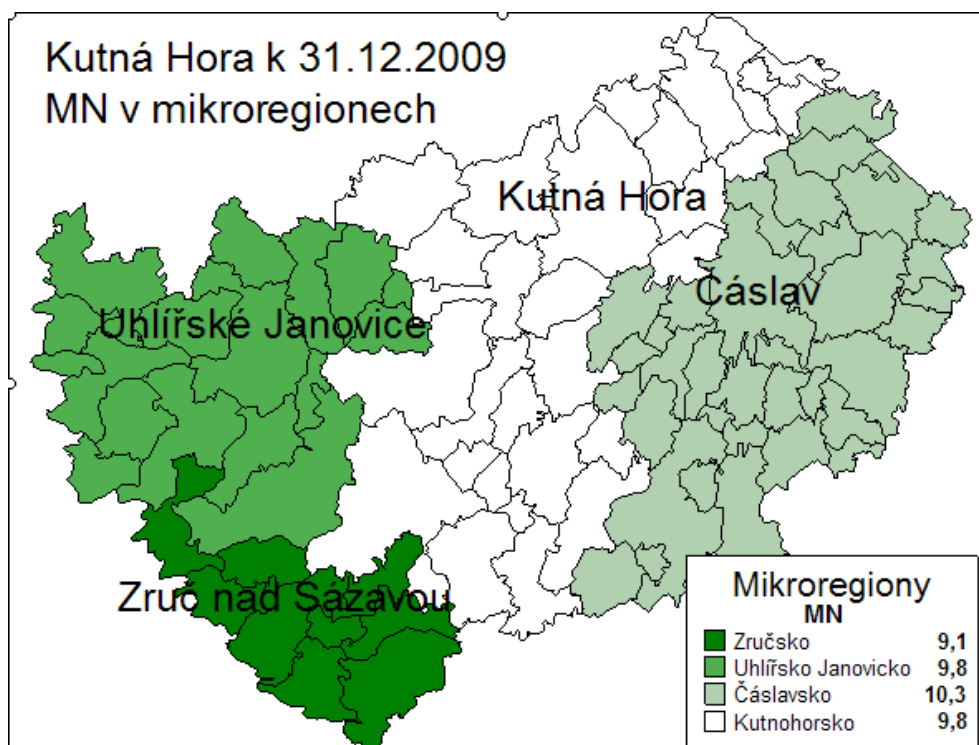 Kutná Hora k 31.12.2009
MN v mikroregionech
Kutná Hora
Čáslav
Uhlířské Janovice
Zruč nad Sázavou
Mikroregiony
MN
Zručsko 9,1
Uhlířsko Janovicko 9,8
Čáslavsko 10,3
Kutnohorsko 9,8